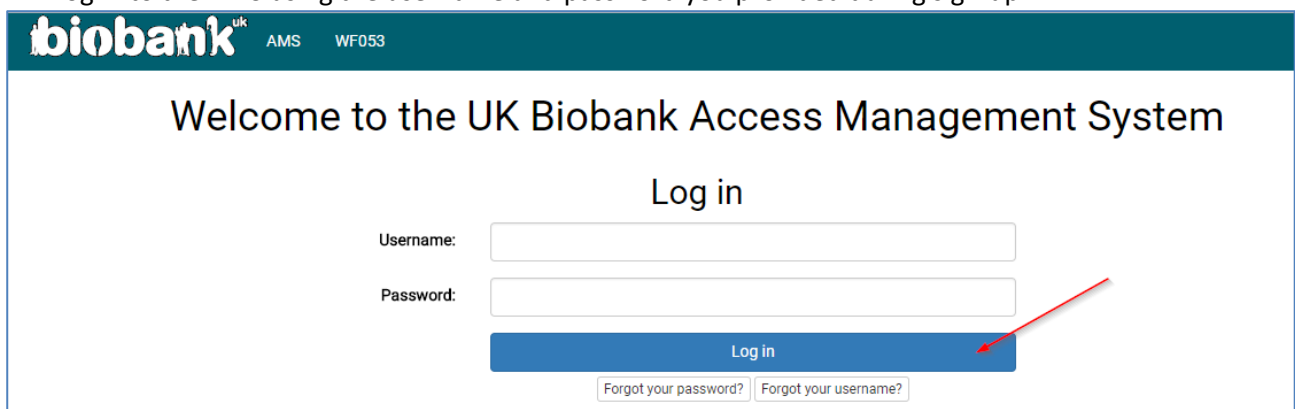 biobank uk AMS WF053
Welcome to the UK Biobank Access Management System
Log in
Username:
Password:
Log in
Forgot your password? Forgot your username?